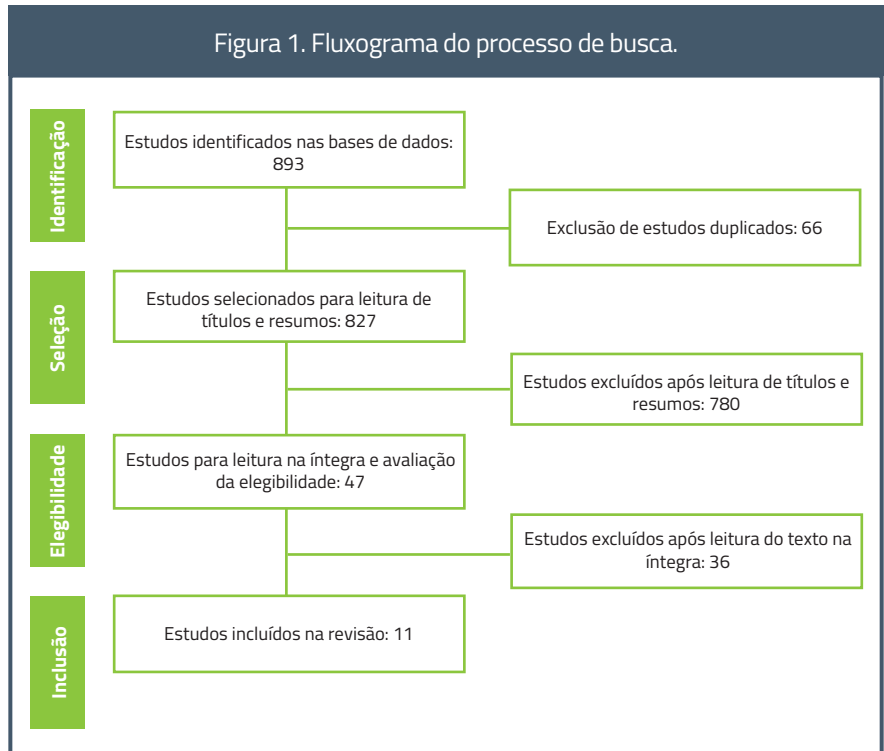 Figura 1. Fluxograma do processo de busca.
Identificação
Estudos identificados nas bases de dados:
893
Exclusão de estudos duplicados: 66
Seleção
Estudos selecionados para leitura de
títulos e resumos: 827
Estudos excluídos após leitura de títulos e
resumos: 780
Elegibilidade
Estudos para leitura na íntegra e avaliação
da elegibilidade: 47
Estudos excluídos após leitura do texto na
íntegra: 36
Inclusão
Estudos incluídos na revisão: 11